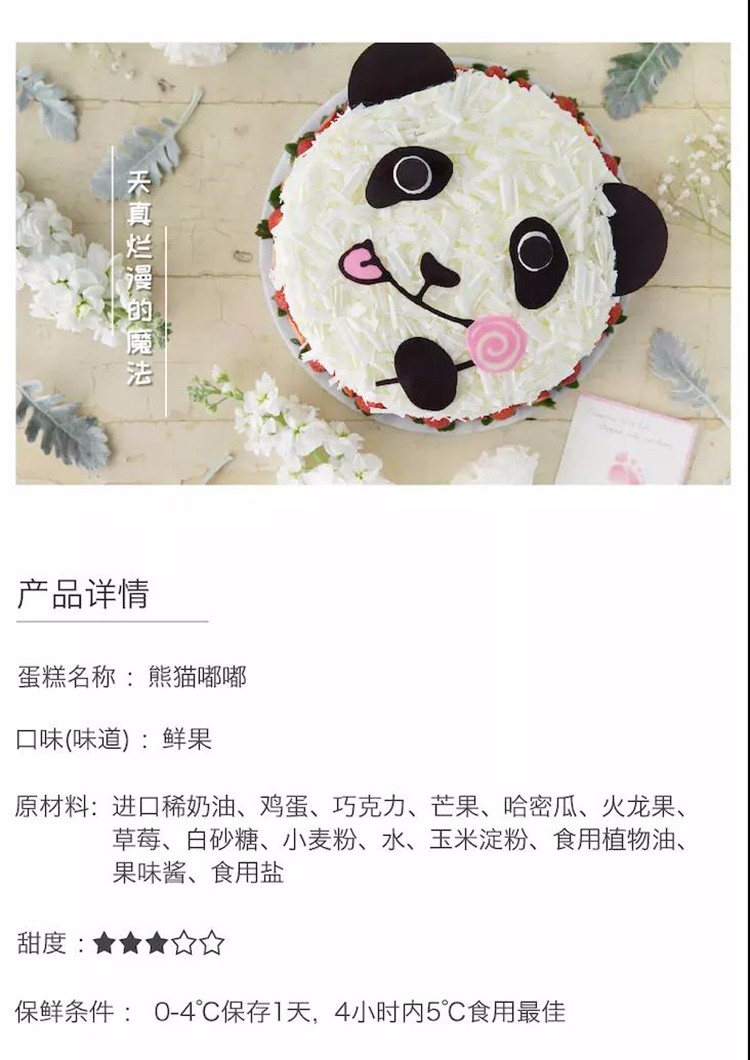 天真烂漫的魔法
产品详情
蛋糕名称：熊猫嘟嘟
口味(味道)：鲜果
原材料：进口稀奶油、鸡蛋、巧克力、芒果、哈密瓜、火龙果、
草莓、白砂糖、小麦粉、水、玉米淀粉、食用植物油、
果味酱、食用盐
甜度：★★★☆☆
保鲜条件： 0-4℃保存1天，4小时内5℃食用最佳